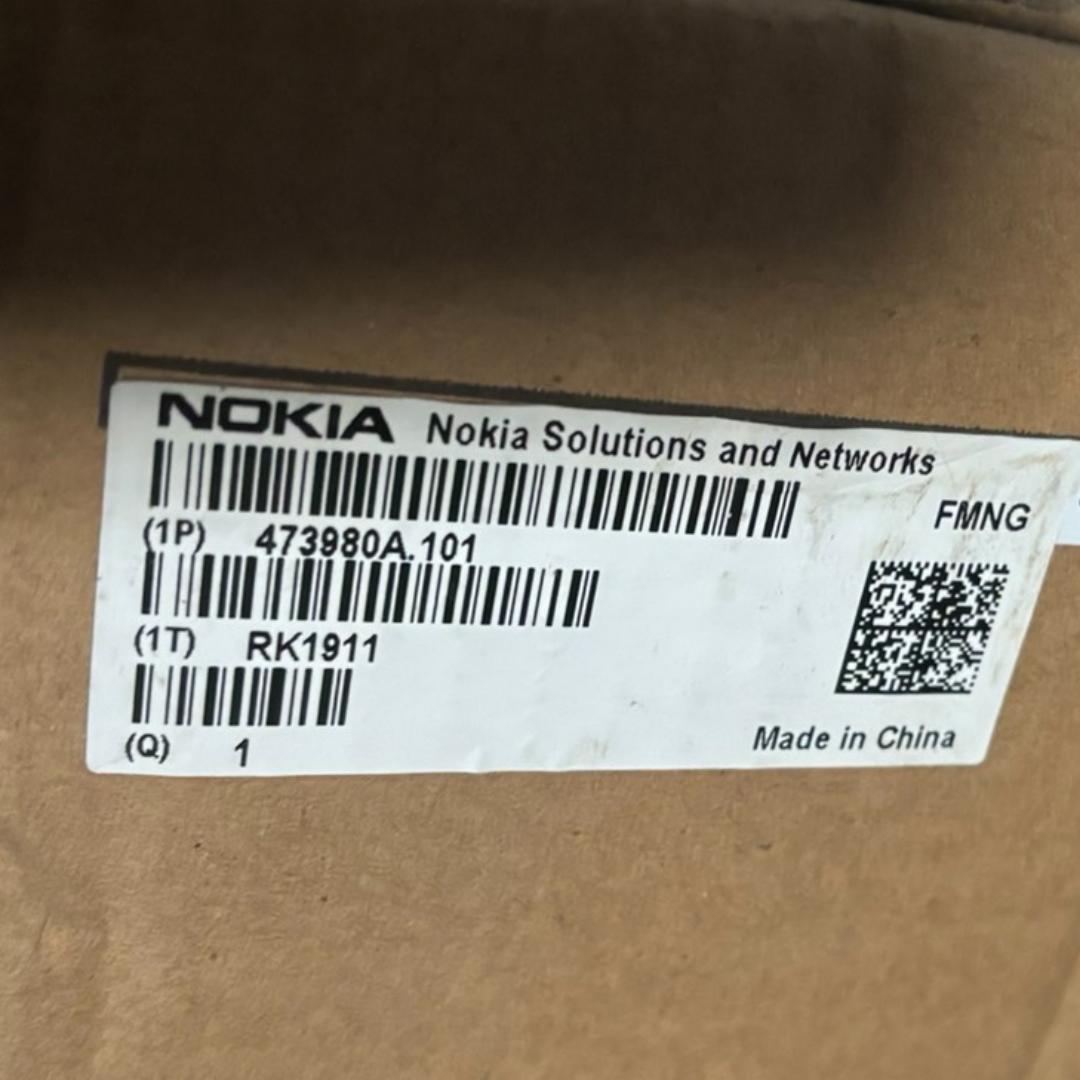 NOKIA Nokia Solutions and Networks
FMNG
(1P) 473980A.101
(1T) RK1911
(Q) 1
Made in China